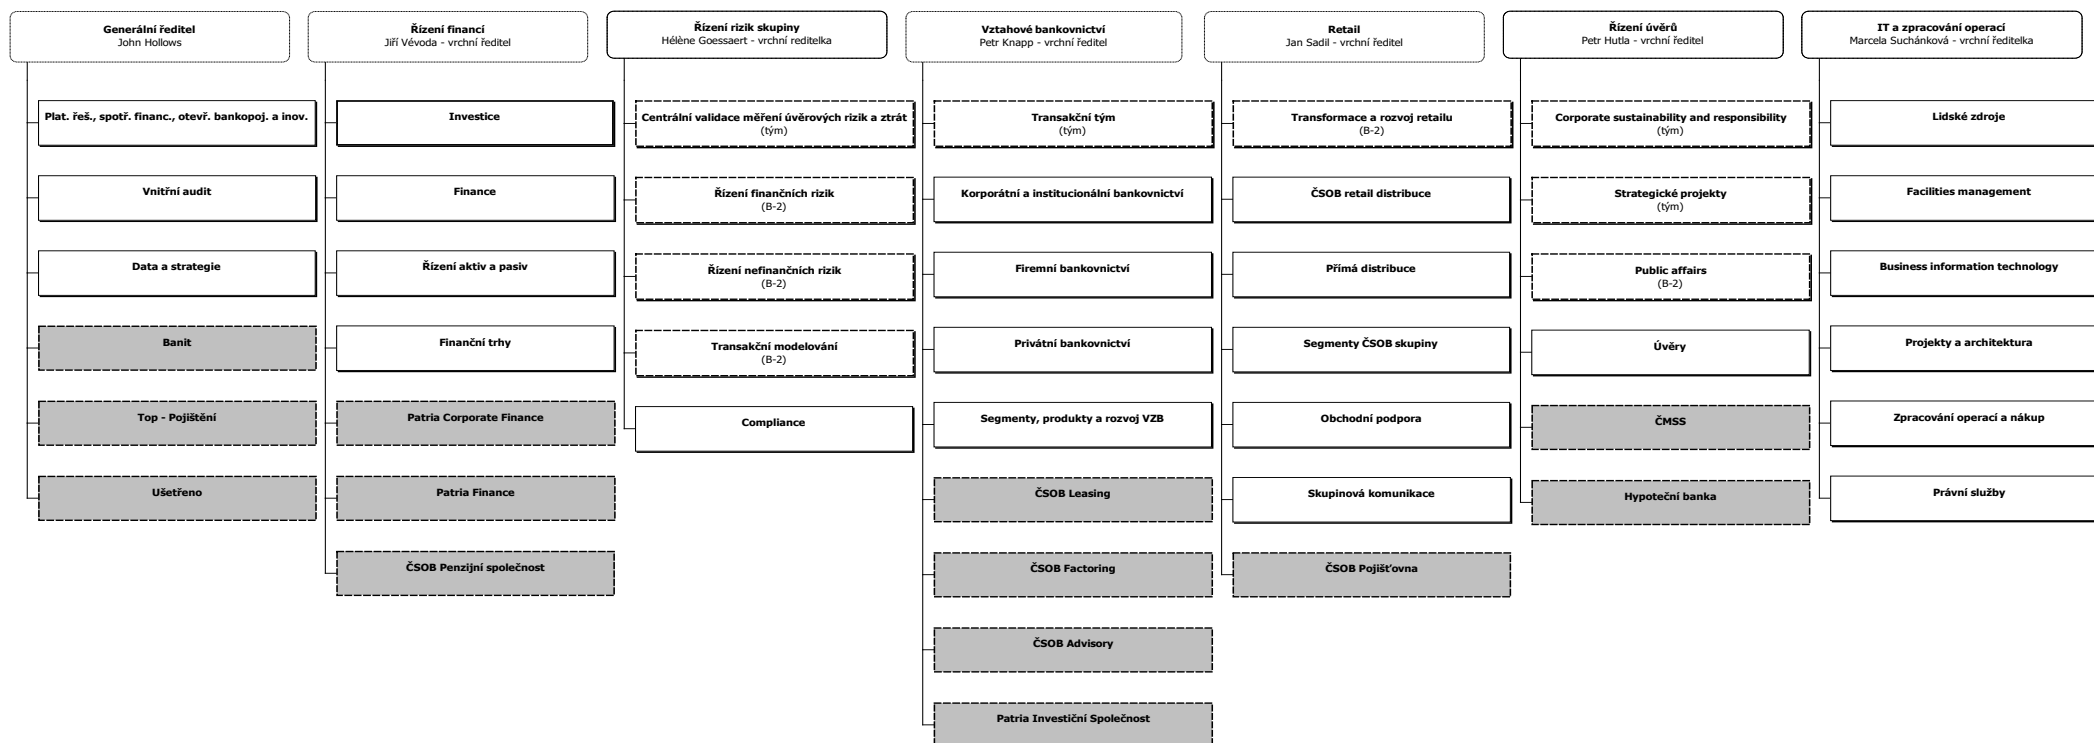 Generální ředitel
John Hollows
Plat. řeš., spotř. financ., otevř. bankopoj. a inov.
Vnitřní audit
Data a strategie
Banit
Top - Pojištění
Ušetřeno
Řízení financí
Jiří Vévoda - vrchní ředitel
Investice
Finance
Řízení aktiv a pasiv
Finanční trhy
Patria Corporate Finance
Patria Finance
ČSOB Penzijní společnost
Řízení rizik skupiny
Hélène Goessaert - vrchní reditelka
Centrální validace měření úvěrových rizik a ztrát
(tým)
Řízení finančních rizik
(B-2)
Řízení nefinančních rizik
(B-2)
Transakční modelování
(B-2)
Compliance
Vztahové bankovnictví
Petr Knapp - vrchní ředitel
Transakční tým
(tým)
Korporátní a institucionální bankovnictví
Firemní bankovnictví
Privátní bankovnictví
Segmenty, produkty a rozvoj VZB
ČSOB Leasing
ČSOB Factoring
ČSOB Advisory
Patria Investiční Společnost
Retail
Jan Sadil - vrchní ředitel
Transformace a rozvoj retailu
(B-2)
ČSOB retail distribuce
Přímá distribuce
Segmenty ČSOB skupiny
Obchodní podpora
Skupinová komunikace
ČSOB Pojišťovna
Řízení úvěrů
Petr Hutla - vrchní ředitel
Corporate sustainability and responsibility
(tým)
Strategické projekty
(tým)
Public affairs
(B-2)
Úvěry
ČMSS
Hypoteční banka
IT a zpracování operací
Marcela Suchánková - vrchní ředitelka
Lidské zdroje
Facilities management
Business information technology
Projekty a architektura
Zpracování operací a nákup
Právní služby